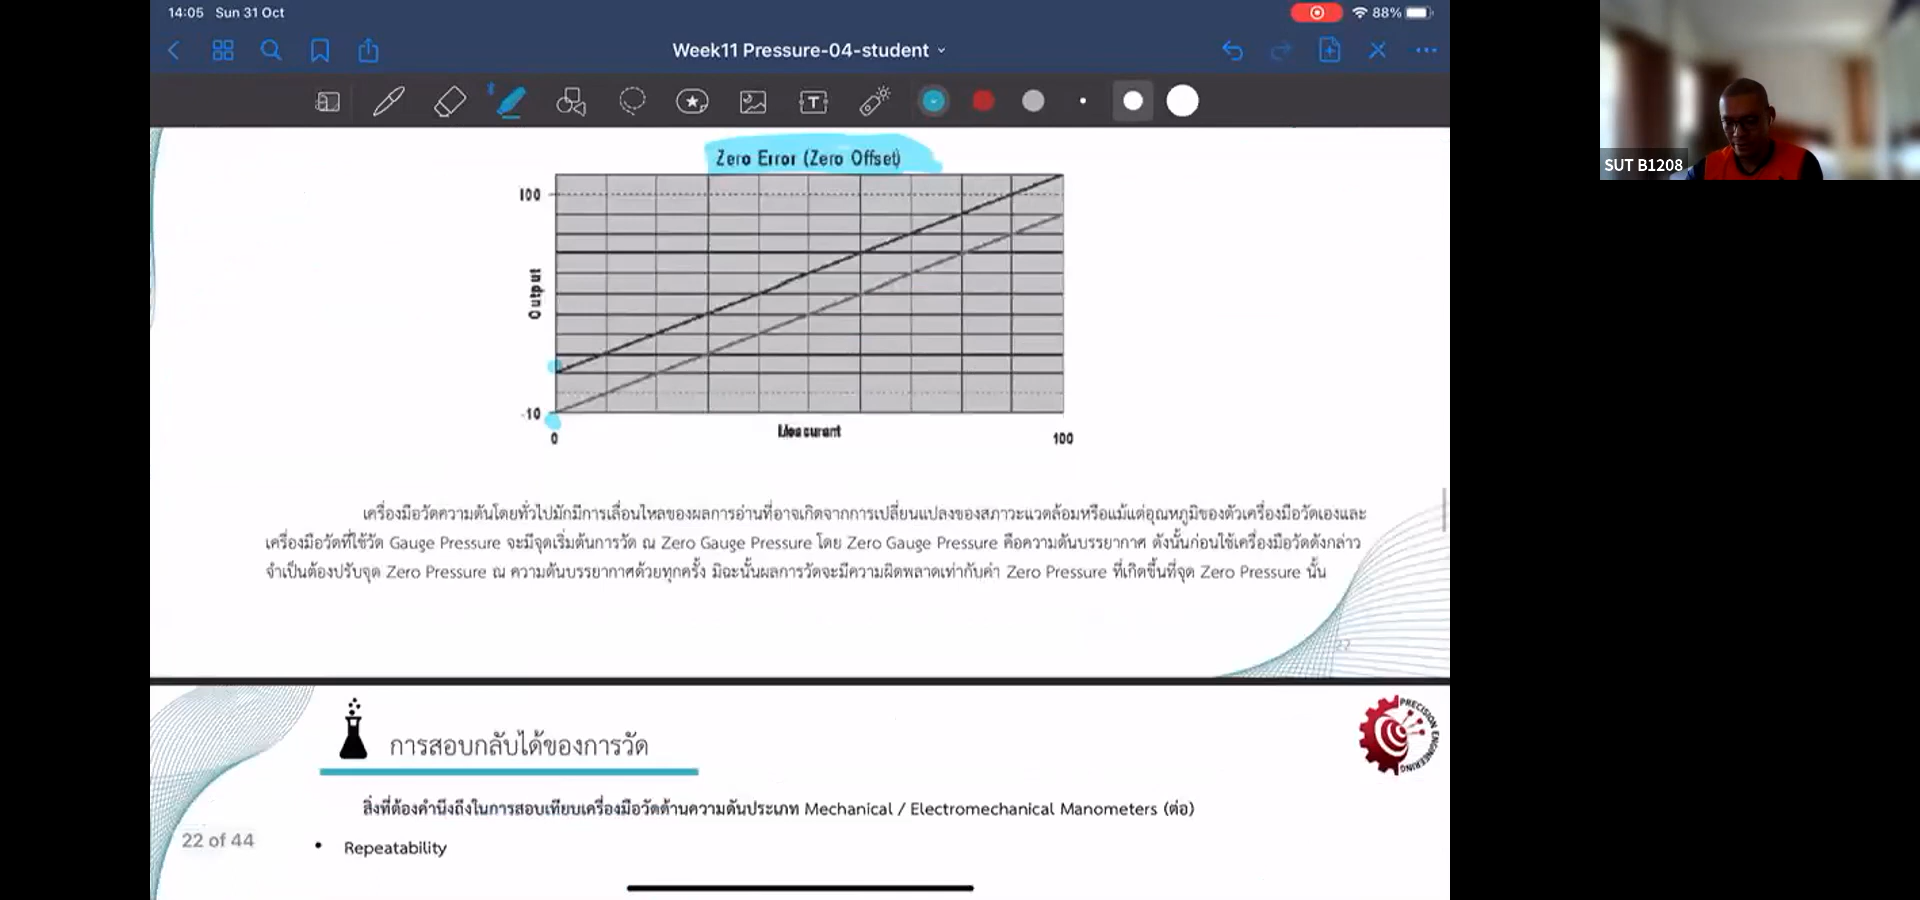 14:05 Sun 31 Oct
88%
Week11 Pressure-04-student
SUT B1208
Zero Error (Zero Offset)
100
Output
-10
0
100
เครื่องมือวัดความดันโดยทั่วไปมักมีการเลื่อนไหลของผลการอ่านที่อาจเกิดจากการเปลี่ยนแปลงของสภาวะแวดล้อมหรือแม้แต่อุณหภูมิของตัวเครื่องมือวัดเองและ
เครื่องมือวัดที่ใช้วัด Gauge Pressure จะมีจุดเริ่มต้นการวัด ณ Zero Gauge Pressure โดย Zero Gauge Pressure คือความดันบรรยากาศ ดังนั้นก่อนใช้เครื่องมือวัดดังกล่าว
จำเป็นต้องปรับจุด Zero Pressure ณ ความดันบรรยากาศด้วยทุกครั้ง มิฉะนั้นผลการวัดจะมีความผิดพลาดเท่ากับค่า Zero Pressure ที่เกิดขึ้นที่จุด Zero Pressure นั้น
การสอบกลับได้ของการวัด
PRECISION ENGINEERING
สิ่งที่ต้องคำนึงถึงในการสอบเทียบเครื่องมือวัดด้านความดันประเภท Mechanical / Electromechanical Manometers (ต่อ)
22 of 44
• Repeatability